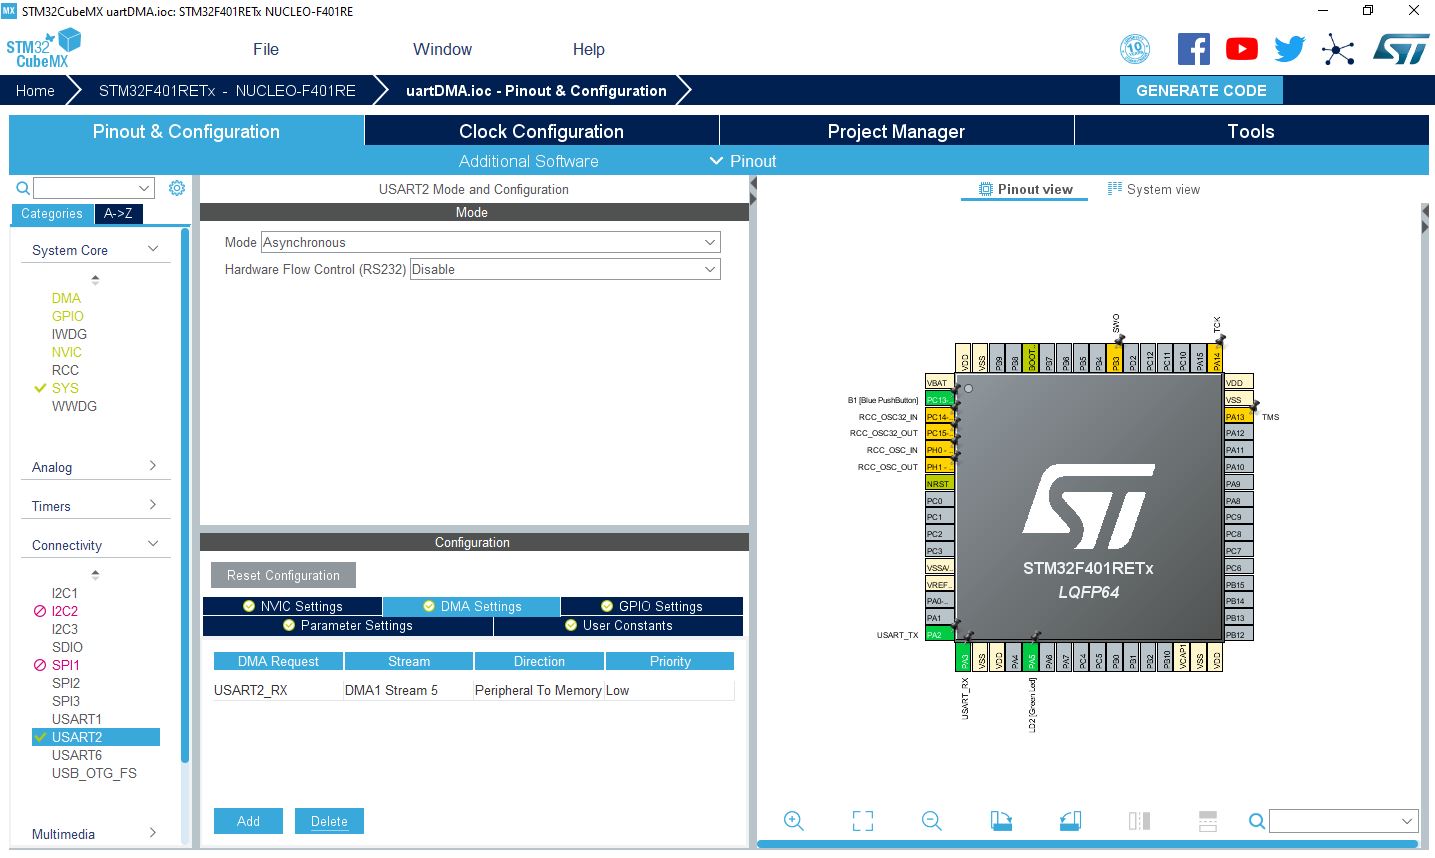 MX STM32CubeMX uartDMA.ioc: STM32F401RETx NUCLEO-F401RE
STM32
CubeMX
File Window Help
10
Home STM32F401RETx - NUCLEO-F401RE uartDMA.ioc - Pinout & Configuration GENERATE CODE
Pinout & Configuration Clock Configuration Project Manager Tools
Additional Software Pinout
Categories A->Z
System Core
DMA
GPIO
IWDG
NVIC
RCC
SYS
WWDG
Analog
Timers
Connectivity
I2C1
I2C2
I2C3
SDIO
SPI1
SPI2
SPI3
USART1
USART2
USART6
USB_OTG_FS
Multimedia
USART2 Mode and Configuration
Mode
Mode Asynchronous
Hardware Flow Control (RS232) Disable
Configuration
Reset Configuration
NVIC Settings DMA Settings GPIO Settings
Parameter Settings User Constants
DMA Request Stream Direction Priority
USART2_RX DMA1 Stream 5 Peripheral To Memory Low
Add Delete
Pinout view System view
SWO TCK
VDD VSS PB9 PB8 BOOT.. PB7 PB6 PB5 PB4 PB3 PD2 PC12 PC11 PC10 PA15 PA14
VBAT
B1 [Blue PushButton] PC13-..
RCC_OSC32_IN PC14-..
RCC_OSC32_OUT PC15-..
RCC_OSC_IN PH0 - ..
RCC_OSC_OUT PH1 - ..
NRST
PC0
PC1
PC2
PC3
VSSA/..
VREF..
PA0-..
PA1
USART_TX PA2
VDD
VSS
PA13 TMS
PA12
PA11
PA10
PA9
PA8
PC9
PC8
PC7
PC6
PB15
PB14
PB13
PB12
STM32F401RETx
LQFP64
PA3 VSS VDD PA4 PA5 PA6 PA7 PC4 PC5 PB0 PB1 PB2 PB10 VCAP1 VSS VDD
USART_RX LD2 [Green Led]